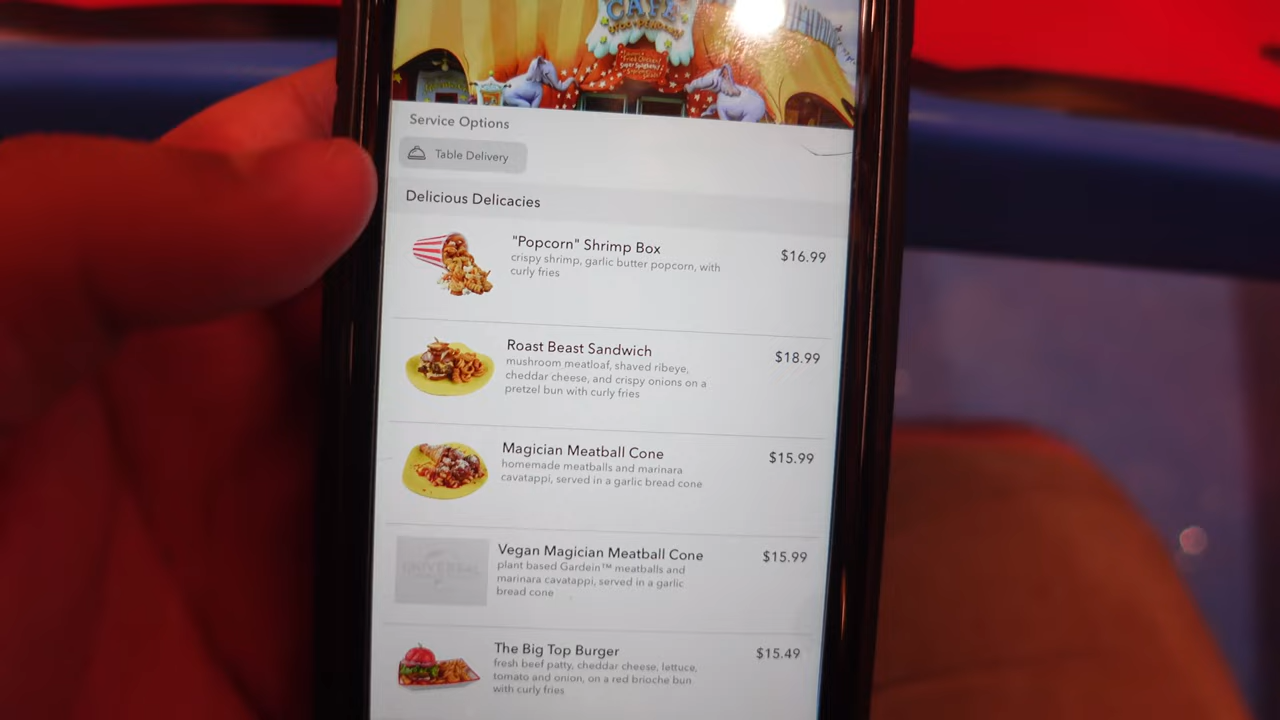 CAFE
Service Options
Table Delivery
Delicious Delicacies
"Popcorn" Shrimp Box
$16.99
crispy shrimp, garlic butter popcorn, with
curly fries
Roast Beast Sandwich
$18.99
mushroom meatloaf, shaved ribeye,
cheddar cheese, and crispy onions on a
pretzel bun with curly fries
Magician Meatball Cone
$15.99
homemade meatballs and marinara
cavatappi, served in a garlic bread cone
Vegan Magician Meatball Cone
$15.99
plant based Gardein™ meatballs and
marinara cavatappi, served in a garlic
bread cone
UNIVERSAL
The Big Top Burger
$15.49
fresh beef patty, cheddar cheese, lettuce,
tomato and onion, on a red brioche bun
with curly fries